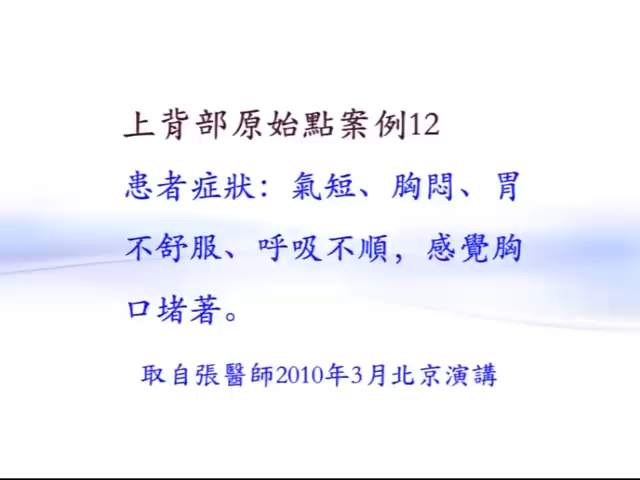 上背部原始點案例12
患者症狀：氣短、胸悶、胃
不舒服、呼吸不順，感覺胸
口堵著。
取自張醫師2010年3月北京演講